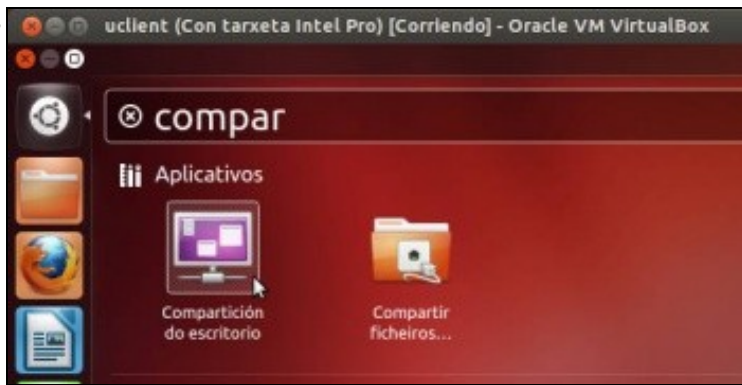 uclient (Con tarxeta Intel Pro) [Corriendo] - Oracle VM VirtualBox
compar
Aplicativos
Compartición
do escritorio
Compartir
ficheiros...